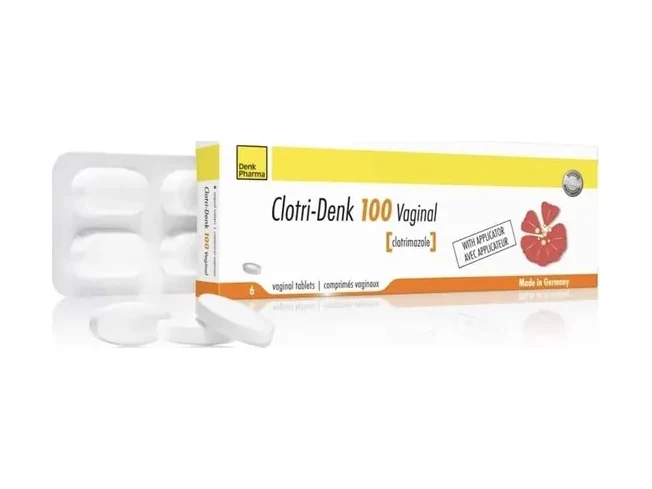 Denk
Pharma
Clotri-Denk 100 Vaginal
[clotrimazole]
WITH APPLICATOR
AVEC APPLICATEUR
6 vaginal tablets | comprimés vaginaux
Made in Germany
Clotri-Denk 100 Vaginal